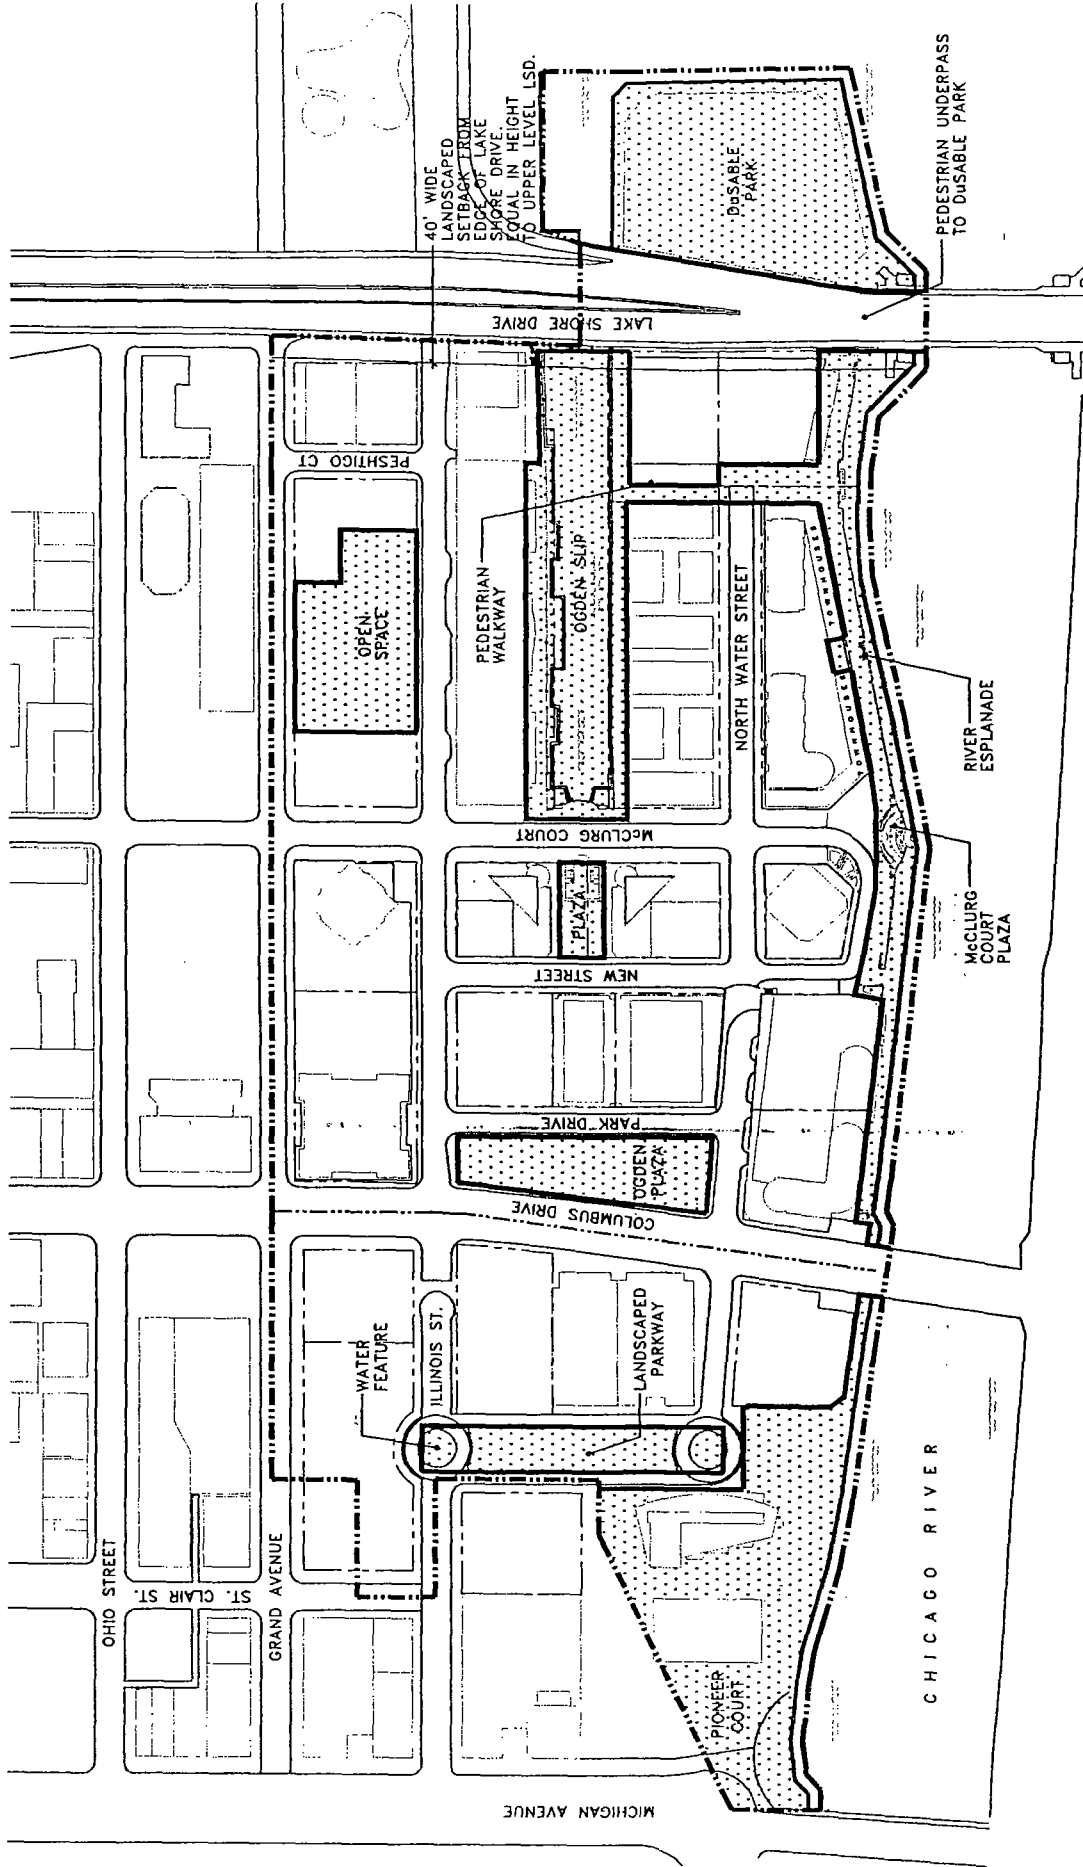 40' WIDE
LANDSCAPED
SETBACK FROM
EDGE OF LAKE
SHORE DRIVE.
EQUAL IN HEIGHT
TO UPPER LEVEL LSD.
DuSABLE
PARK
PEDESTRIAN UNDERPASS
TO DuSABLE PARK
LAKE SHORE DRIVE
PESHTIGO CT
OPEN
SPACE
PEDESTRIAN
WALKWAY
OGDEN SLIP
NORTH WATER STREET
TOWNHOUSES
TOWNHOUSES
RIVER
ESPLANADE
McCLURG COURT
McCLURG
COURT
PLAZA
PLAZA
NEW STREET
PARK DRIVE
OGDEN
PLAZA
COLUMBUS DRIVE
WATER
FEATURE
ILLINOIS ST.
LANDSCAPED
PARKWAY
OHIO STREET
ST. CLAIR ST.
GRAND AVENUE
PIONEER
COURT
CHICAGO RIVER
MICHIGAN AVENUE